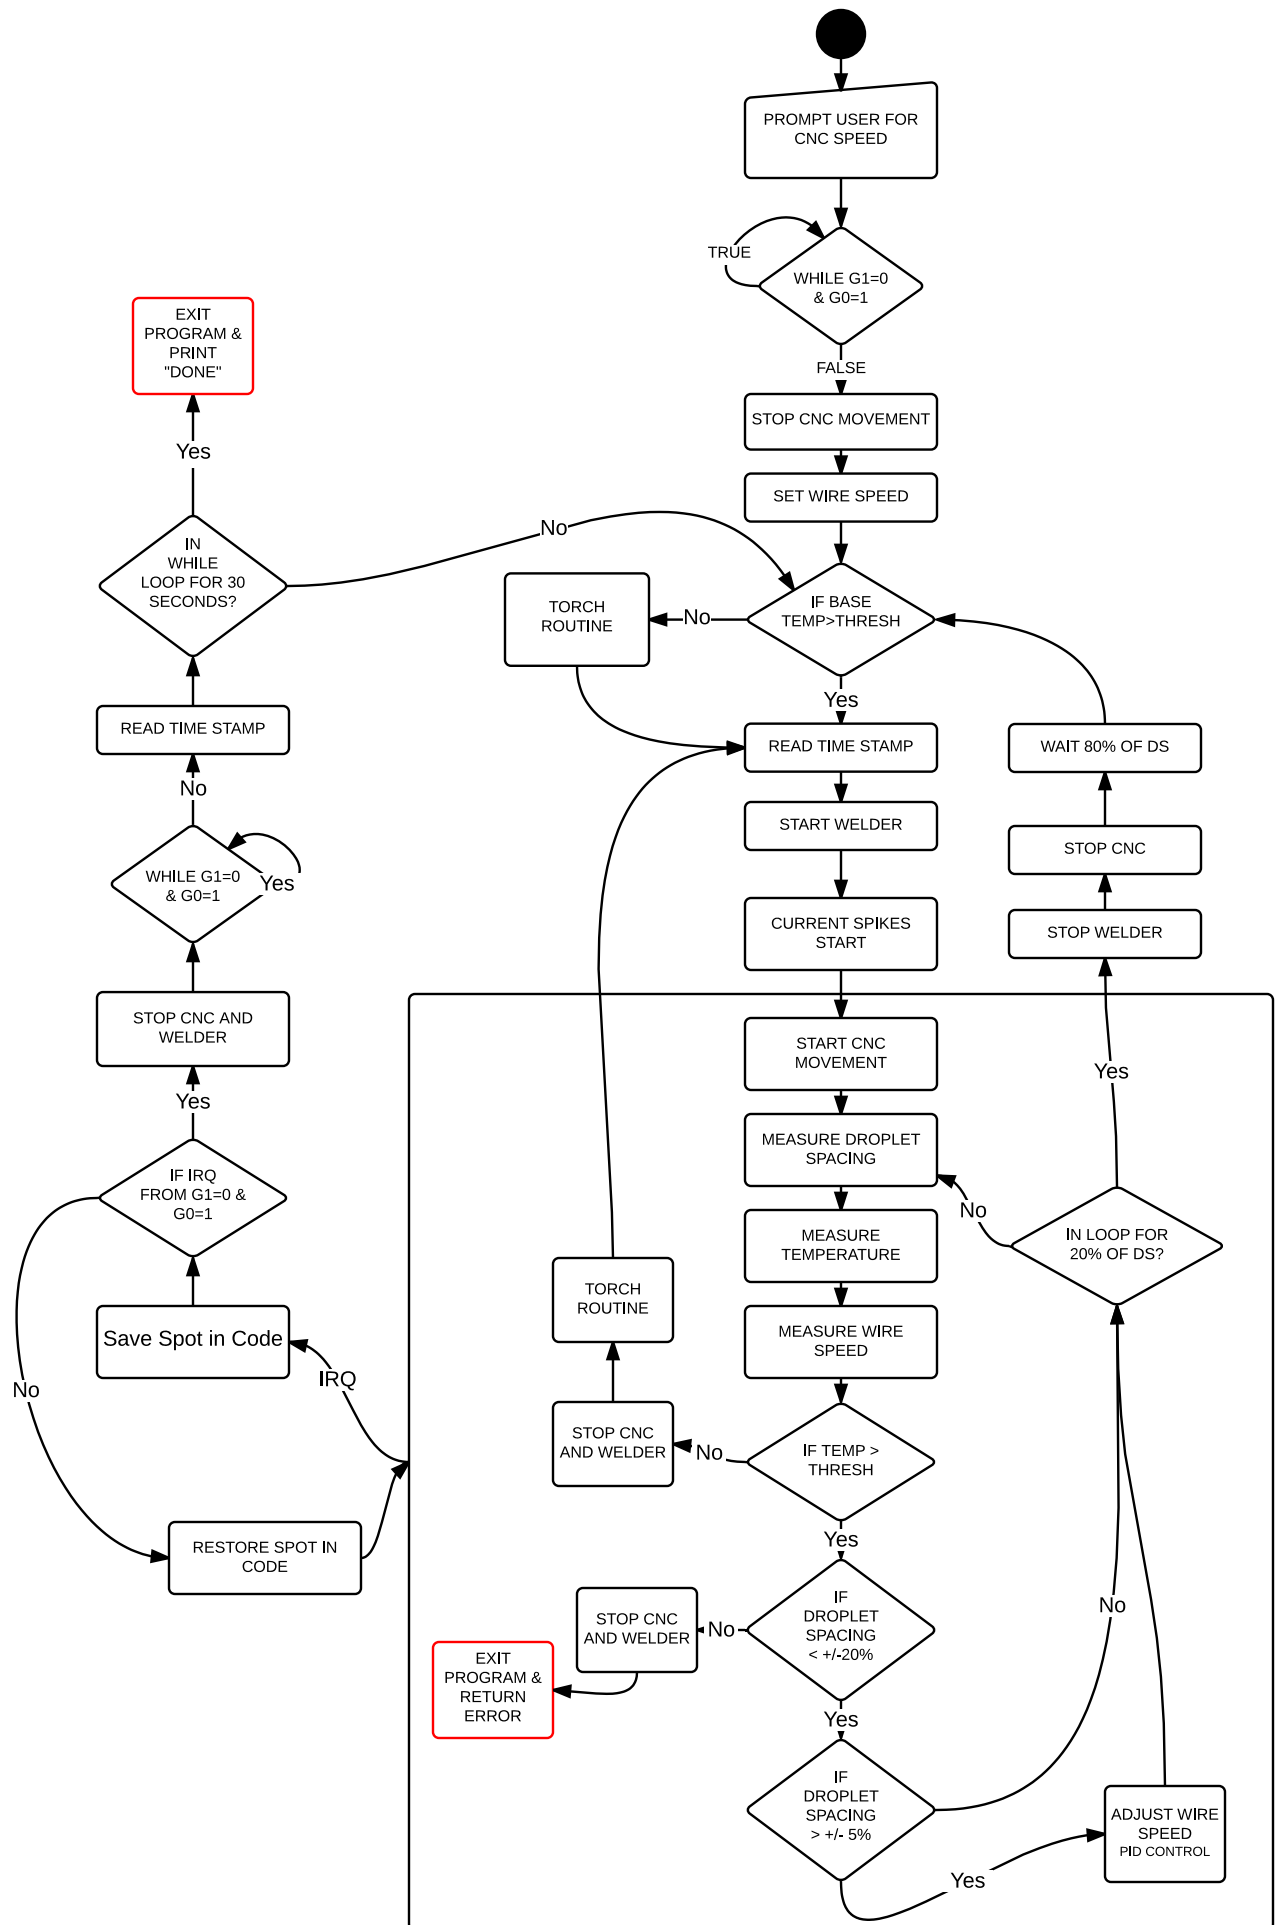 PROMPT USER FOR
CNC SPEED
TRUE
WHILE G1=0
& G0=1
FALSE
STOP CNC MOVEMENT
SET WIRE SPEED
IF BASE
TEMP>THRESH
No
TORCH
ROUTINE
Yes
READ TIME STAMP
START WELDER
CURRENT SPIKES
START
START CNC
MOVEMENT
MEASURE DROPLET
SPACING
MEASURE
TEMPERATURE
MEASURE WIRE
SPEED
IF TEMP >
THRESH
No
STOP CNC
AND WELDER
TORCH
ROUTINE
Yes
IF
DROPLET
SPACING
< +/-20%
No
STOP CNC
AND WELDER
EXIT
PROGRAM &
RETURN
ERROR
Yes
IF
DROPLET
SPACING
> +/- 5%
Yes
ADJUST WIRE
SPEED
PID CONTROL
No
IN LOOP FOR
20% OF DS?
No
Yes
STOP WELDER
STOP CNC
WAIT 80% OF DS
IRQ
Save Spot in Code
IF IRQ
FROM G1=0 &
G0=1
No
RESTORE SPOT IN
CODE
Yes
STOP CNC AND
WELDER
WHILE G1=0
& G0=1
Yes
No
READ TIME STAMP
IN
WHILE
LOOP FOR 30
SECONDS?
No
Yes
EXIT
PROGRAM &
PRINT
"DONE"